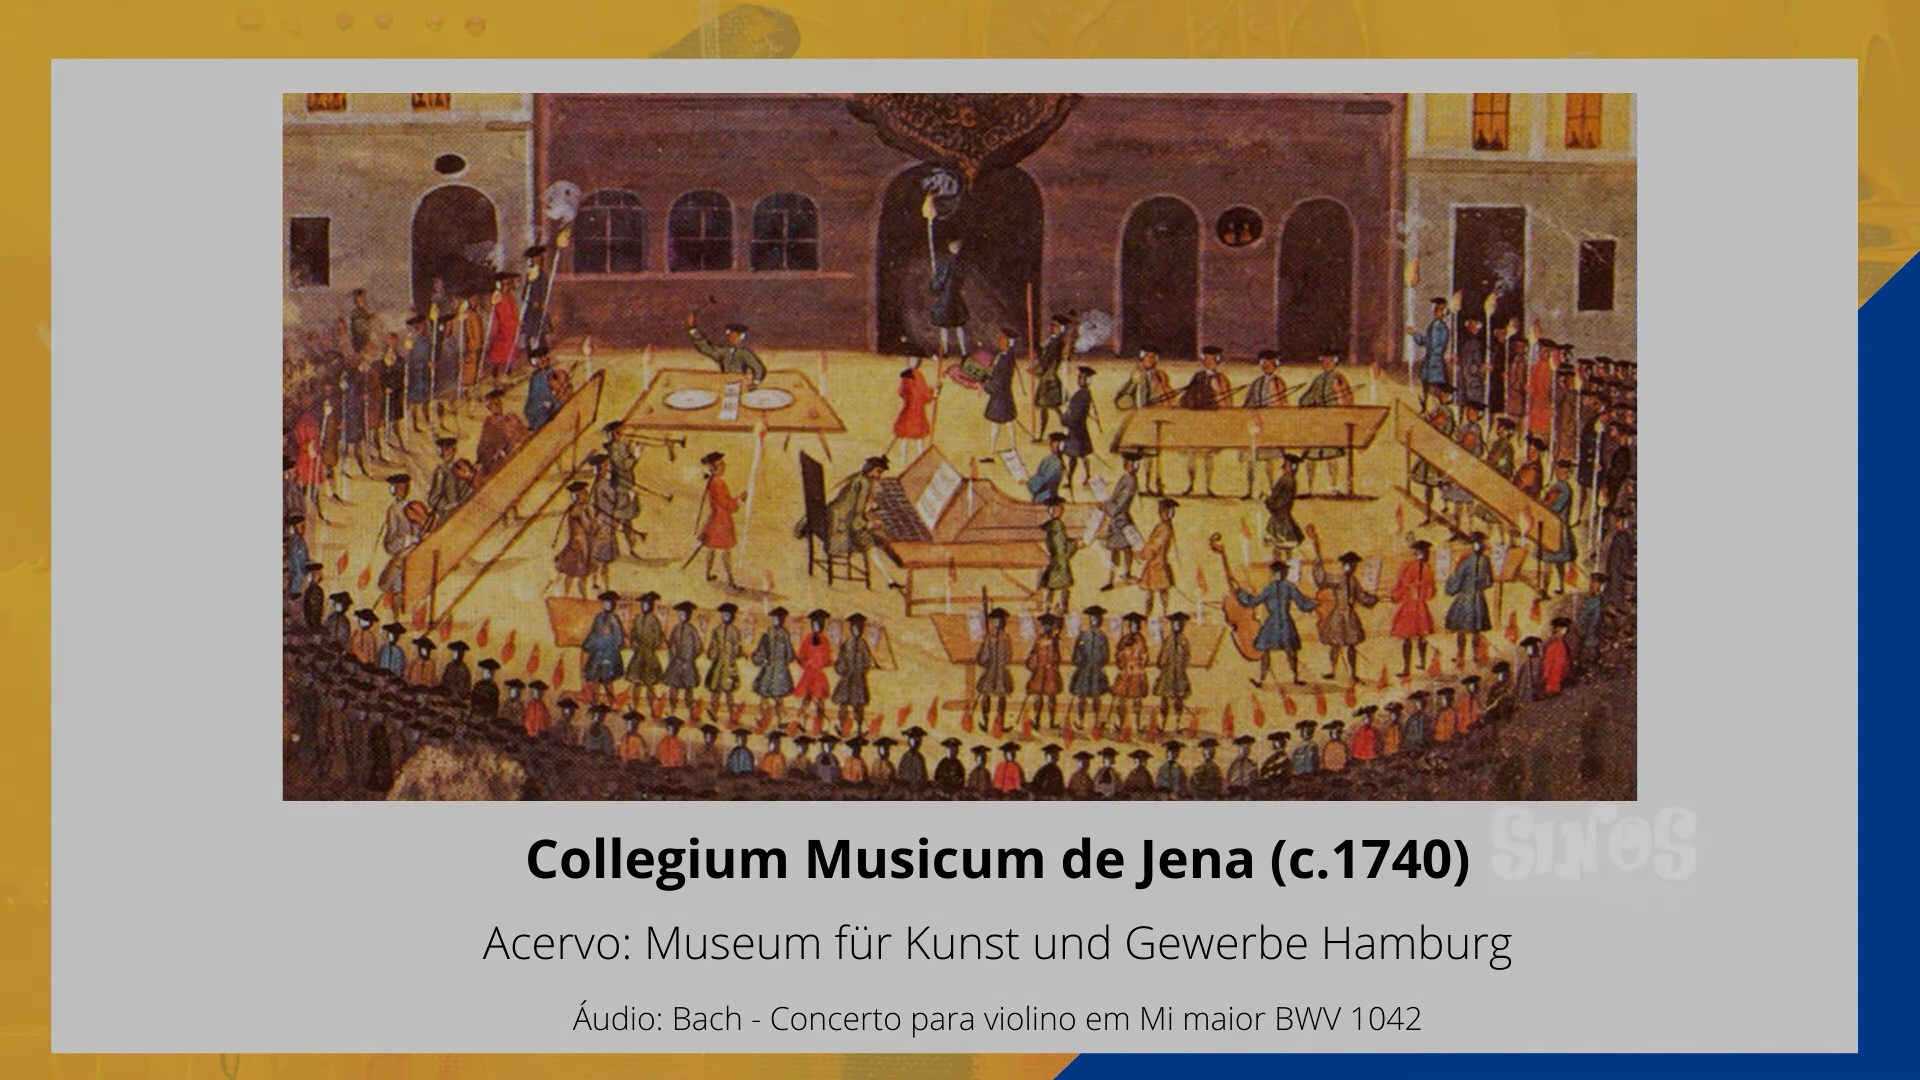 Collegium Musicum de Jena (c.1740)
SINOS
Acervo: Museum für Kunst und Gewerbe Hamburg
Áudio: Bach - Concerto para violino em Mi maior BWV 1042